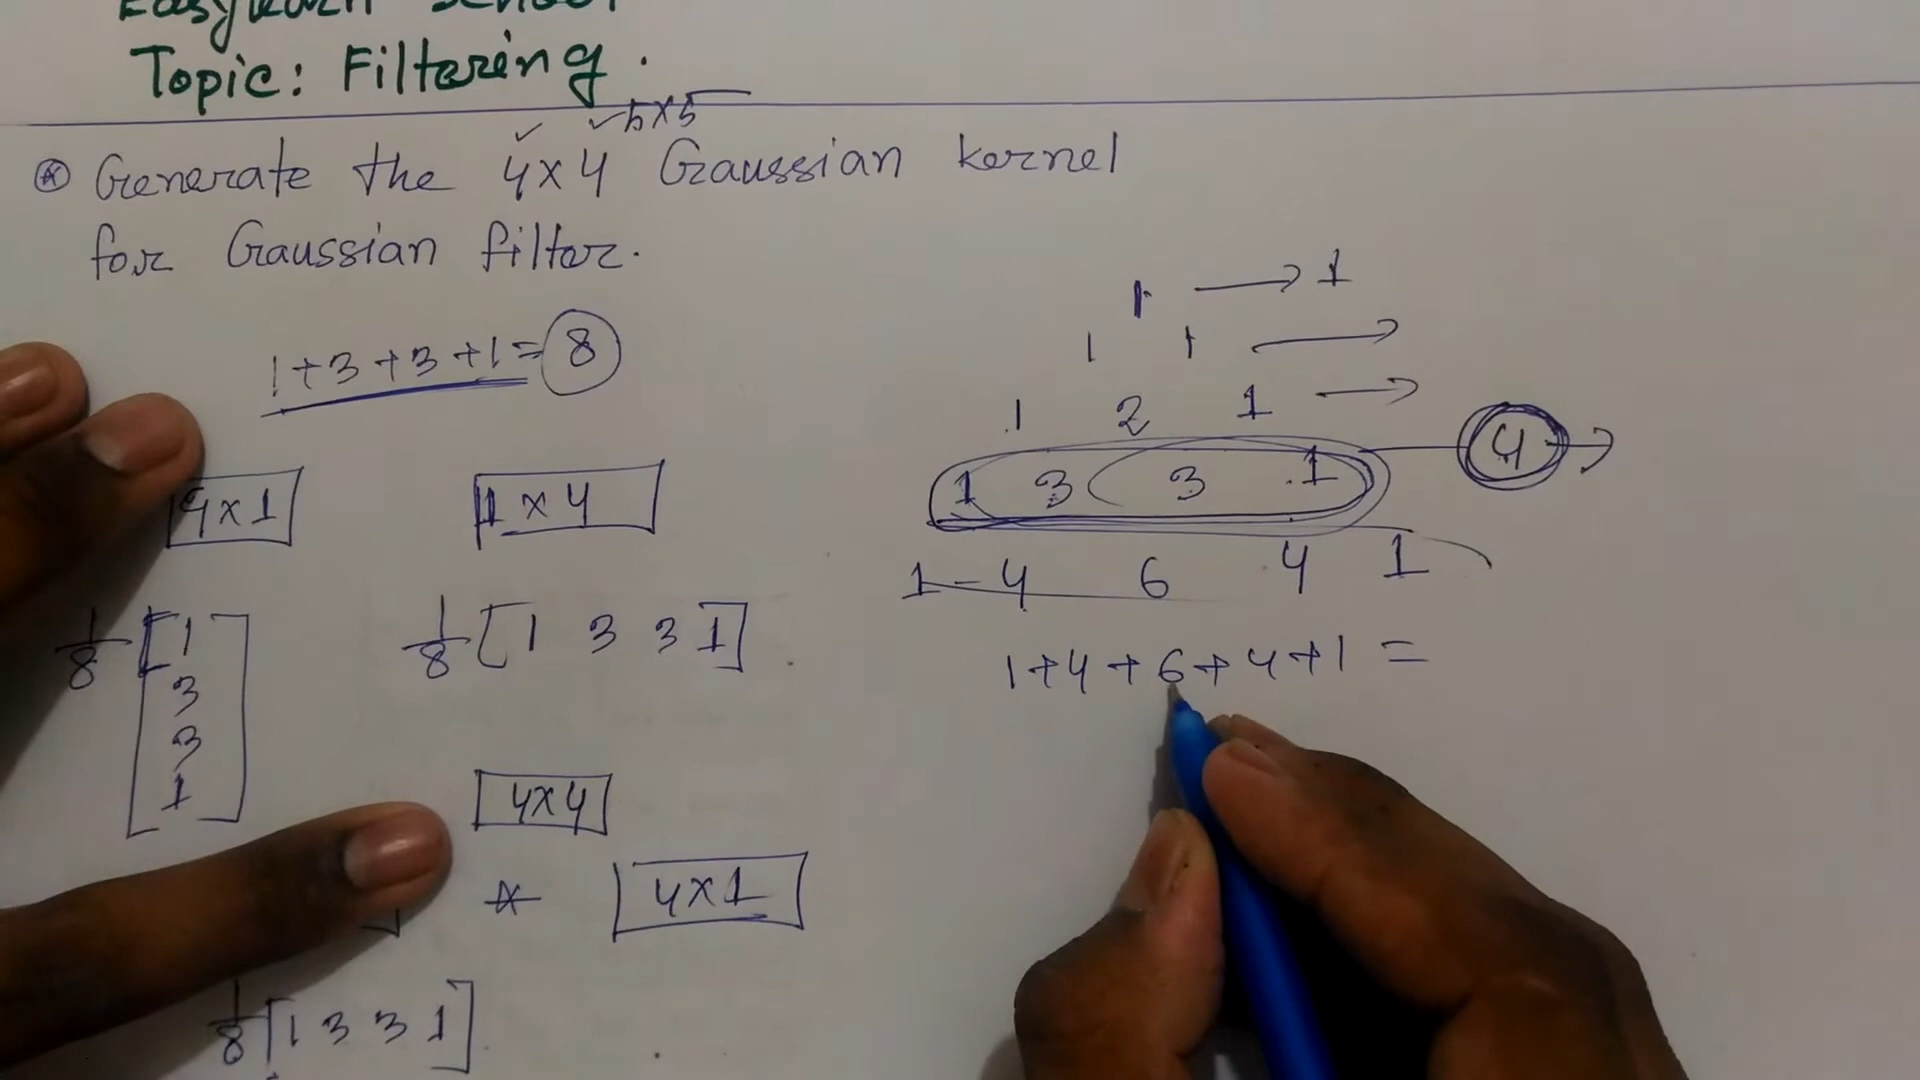 Topic: Filtering.
5x5
Generate the 4x4 Gaussian kernel
for Gaussian filter.
1 → 1
1 1 →
1 2 1 →
1+3+3+1= 8
1 3 3 1 4 →
4x1
1 x 4
1 4 6 4 1
1/8 [1 3 3 1]
1/8 [1 3 3 1]
1+4+6+4+1 =
4x4
* 4x1
1/8 [1 3 3 1]